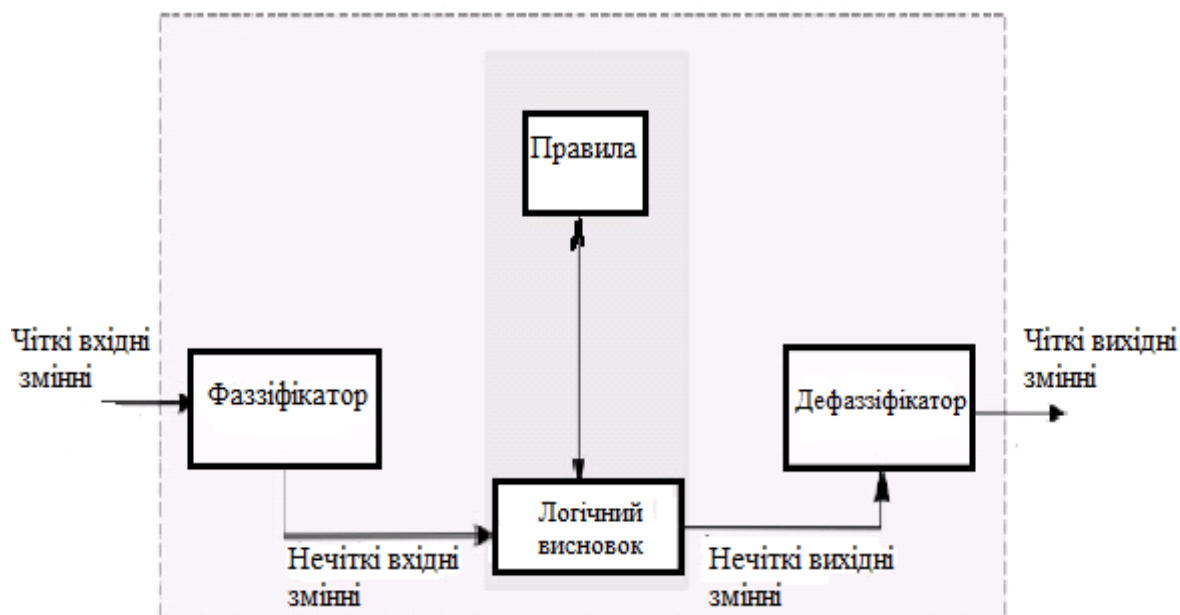 Правила
Чіткі вхідні
змінні
Фаззіфікатор
Дефаззіфікатор
Чіткі вихідні
змінні
Логічний
висновок
Нечіткі вхідні
змінні
Нечіткі вихідні
змінні